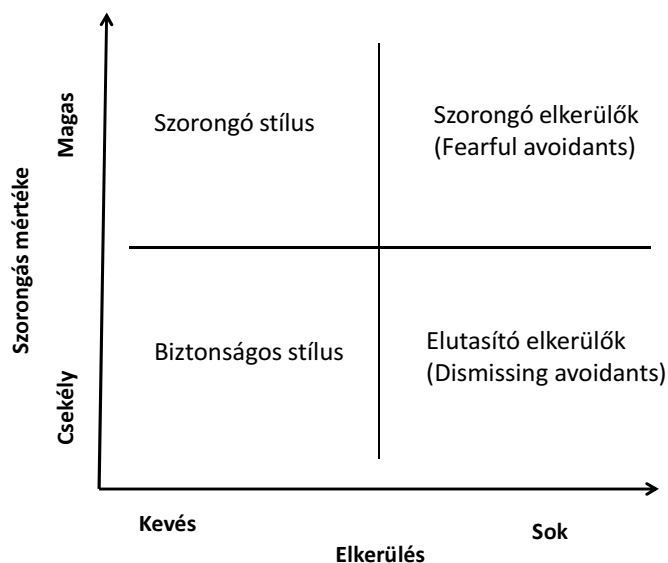 Szorongás mértéke
Magas
Csekély
Szorongó stílus
Szorongó elkerülők
(Fearful avoidants)
Biztonságos stílus
Elutasító elkerülők
(Dismissing avoidants)
Kevés
Sok
Elkerülés